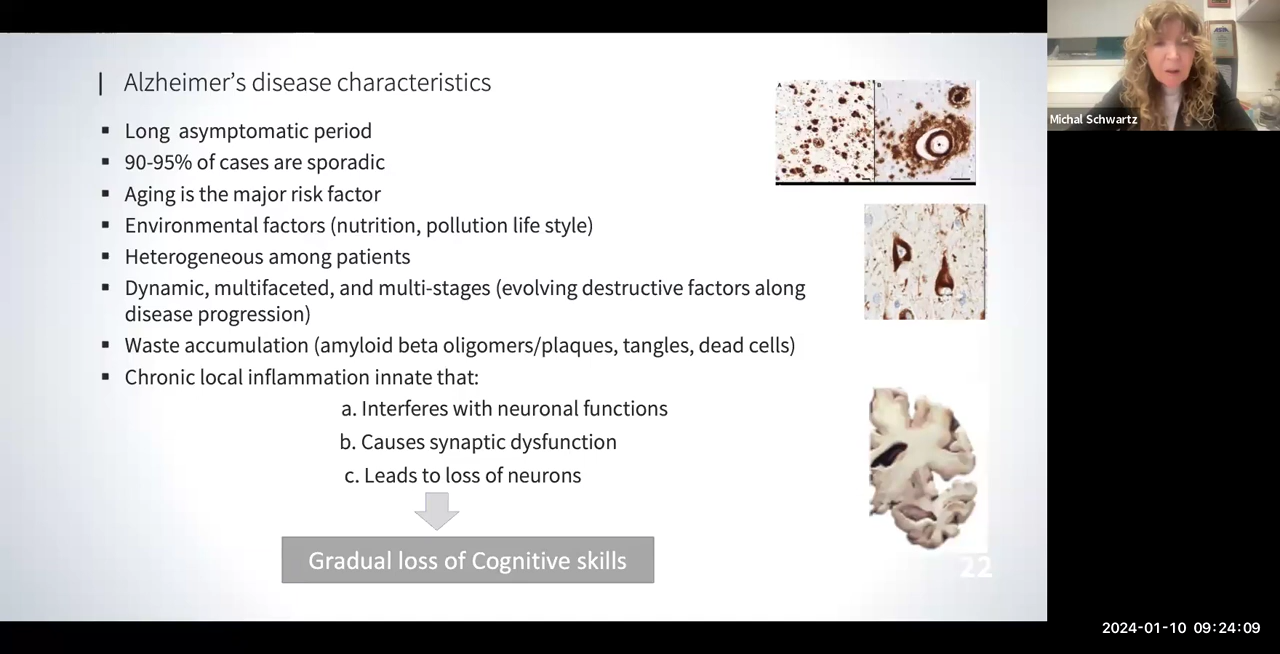 Alzheimer's disease characteristics
▪ Long asymptomatic period
▪ 90-95% of cases are sporadic
▪ Aging is the major risk factor
▪ Environmental factors (nutrition, pollution life style)
▪ Heterogeneous among patients
▪ Dynamic, multifaceted, and multi-stages (evolving destructive factors along
disease progression)
▪ Waste accumulation (amyloid beta oligomers/plaques, tangles, dead cells)
▪ Chronic local inflammation innate that:
a. Interferes with neuronal functions
b. Causes synaptic dysfunction
c. Leads to loss of neurons
Gradual loss of Cognitive skills
22
Michal Schwartz
2024-01-10 09:24:09